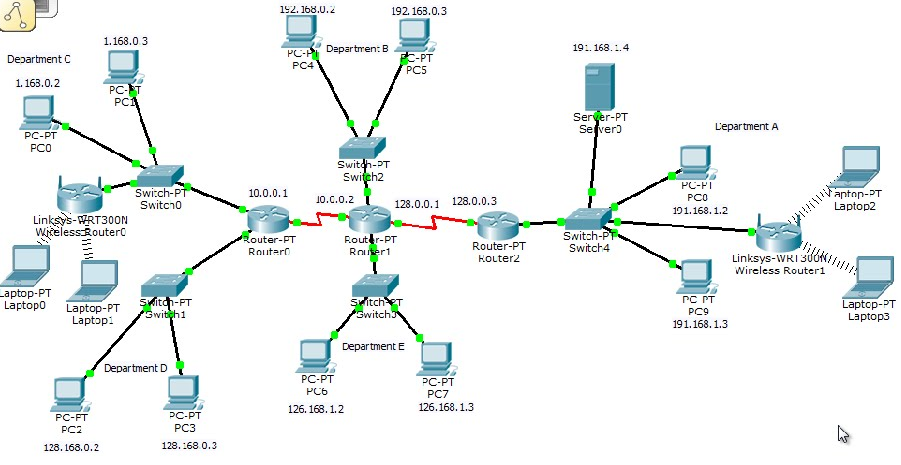 192.168.0.2
192.168.0.3
Department B
PC-PT
PC4
PC-PT
PC5
1.168.0.3
Department C
1.168.0.2
PC-PT
PC1
PC-PT
PC0
191.168.1.4
Server-PT
Server0
Department A
Switch-PT
Switch2
Switch-PT
Switch0
Linksys-WRT300N
Wireless Router0
10.0.0.1
10.0.0.2
128.0.0.1
128.0.0.3
Router-PT
Router0
Router-PT
Router1
Router-PT
Router2
Switch-PT
Switch4
PC-PT
PC8
191.168.1.2
Laptop-PT
Laptop2
Linksys-WRT300N
Wireless Router1
Laptop-PT
Laptop0
Laptop-PT
Laptop1
Switch-PT
Switch1
Switch-PT
Switch3
PC-PT
PC9
191.168.1.3
Laptop-PT
Laptop3
Department D
Department E
PC-PT
PC2
128.168.0.2
PC-PT
PC3
128.168.0.3
PC-PT
PC6
126.168.1.2
PC-PT
PC7
126.168.1.3